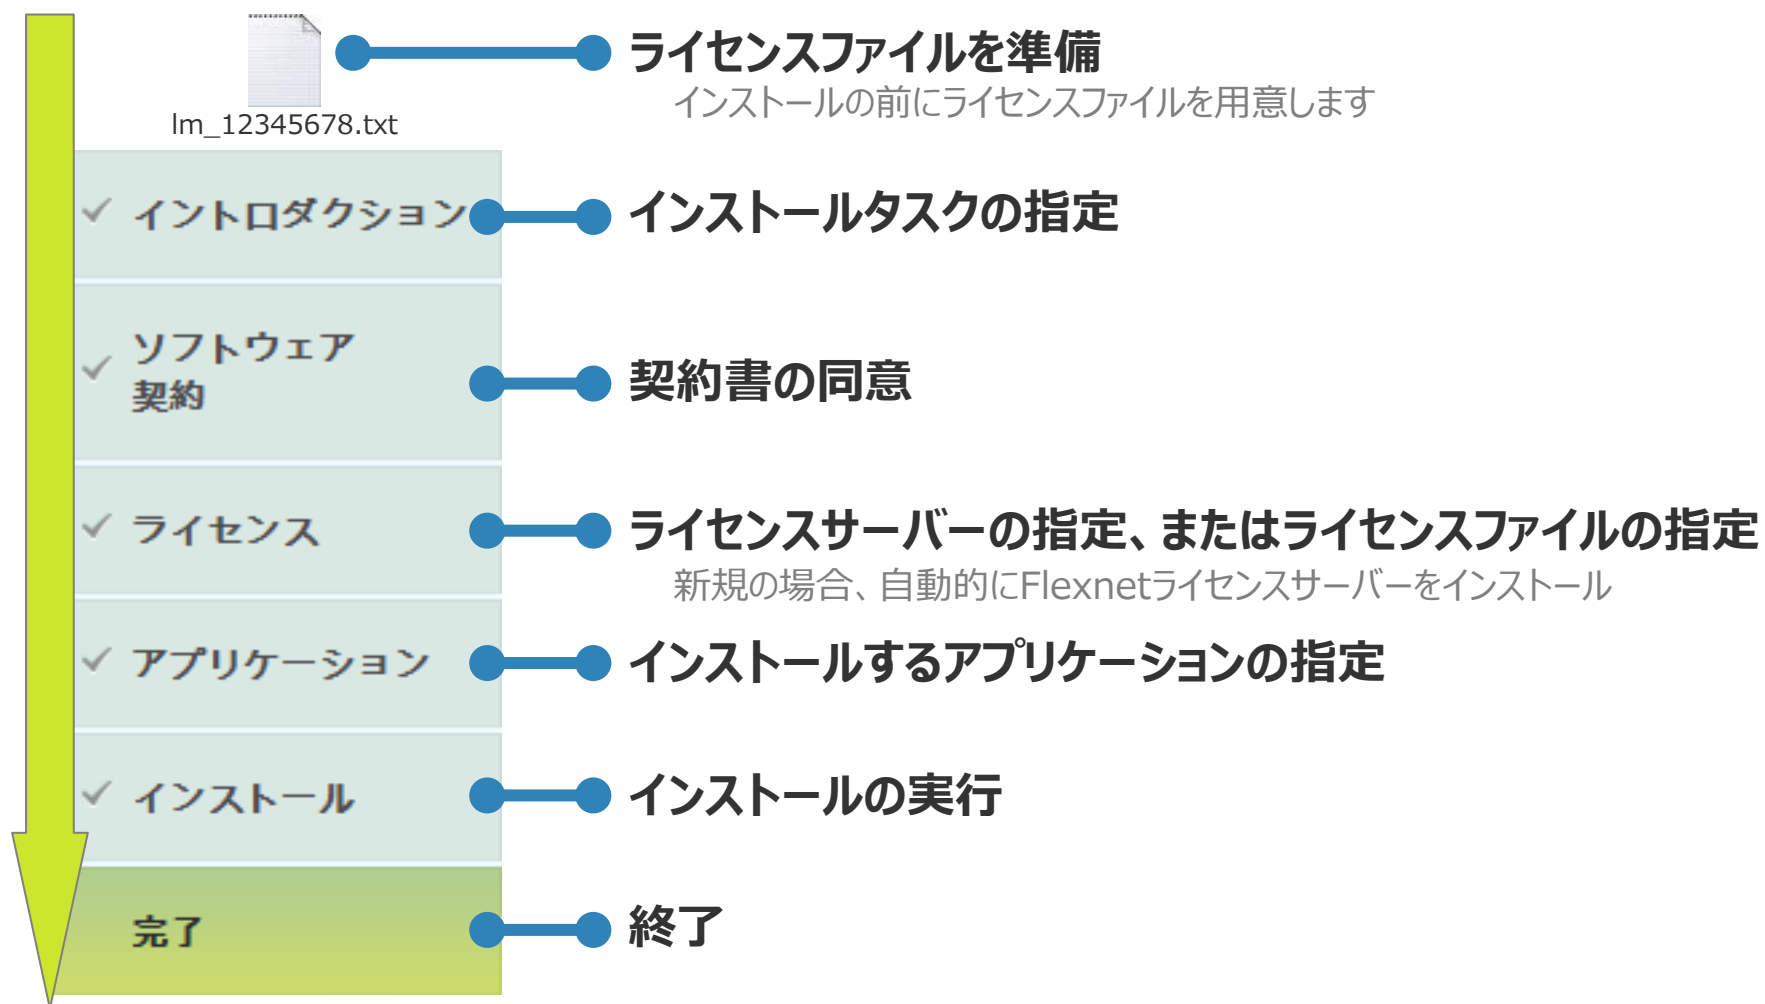 ライセンスファイルを準備
インストールの前にライセンスファイルを用意します
lm_12345678.txt
イントロダクション
インストールタスクの指定
ソフトウェア
契約
契約書の同意
ライセンス
ライセンスサーバーの指定、またはライセンスファイルの指定
新規の場合、自動的にFlexnetライセンスサーバーをインストール
アプリケーション
インストールするアプリケーションの指定
インストール
インストールの実行
完了
終了